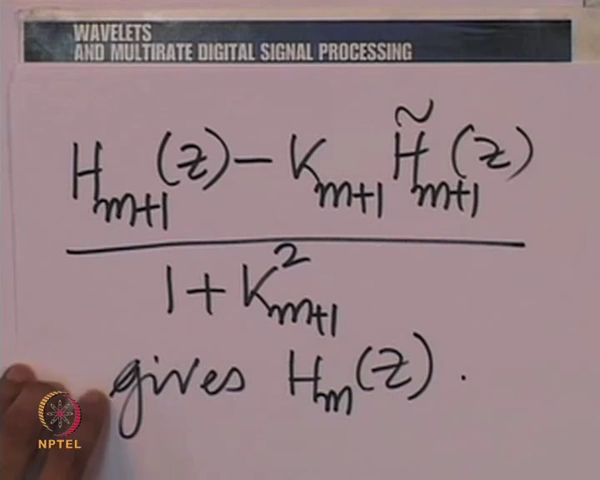 WAVELETS
AND MULTIRATE DIGITAL SIGNAL PROCESSING
H_{m+1}(z) - K_{m+1} H̃_{m+1}(z)
1 + K²_{m+1}
gives H_m(z).
NPTEL